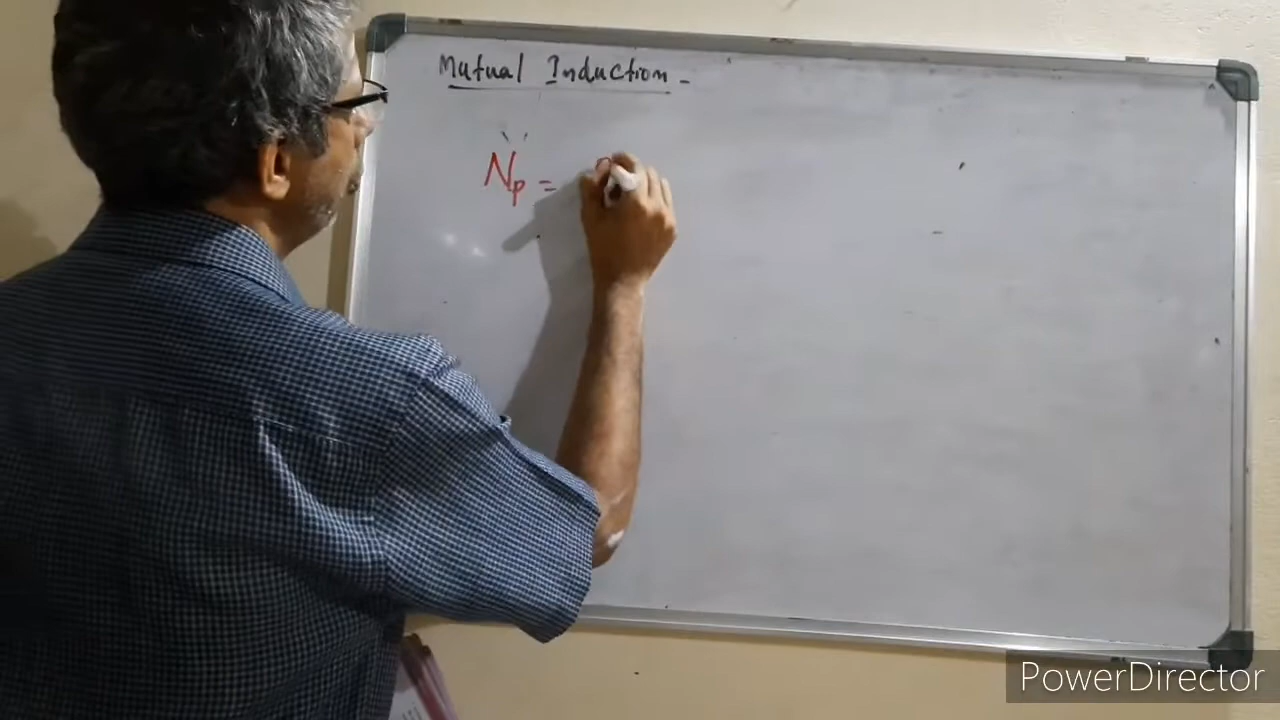 Mutual Induction -
Np =
PowerDirector